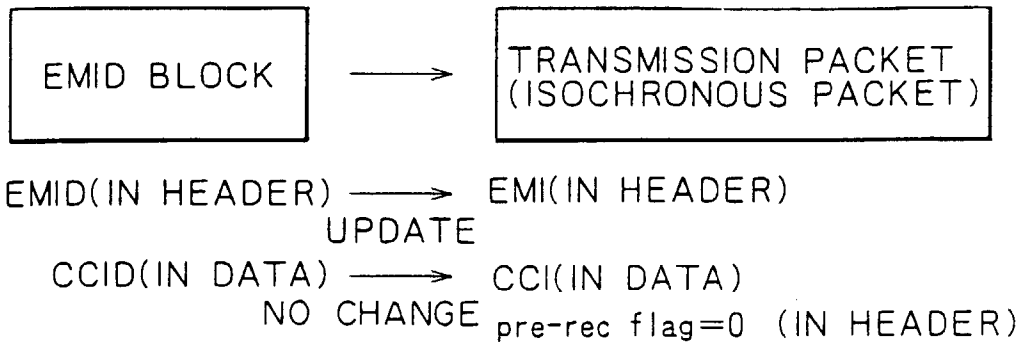 EMID BLOCK → TRANSMISSION PACKET
(ISOCHRONOUS PACKET)
EMID(IN HEADER) → EMI(IN HEADER)
UPDATE
CCID(IN DATA) → CCI(IN DATA)
NO CHANGE pre-rec flag=0 (IN HEADER)